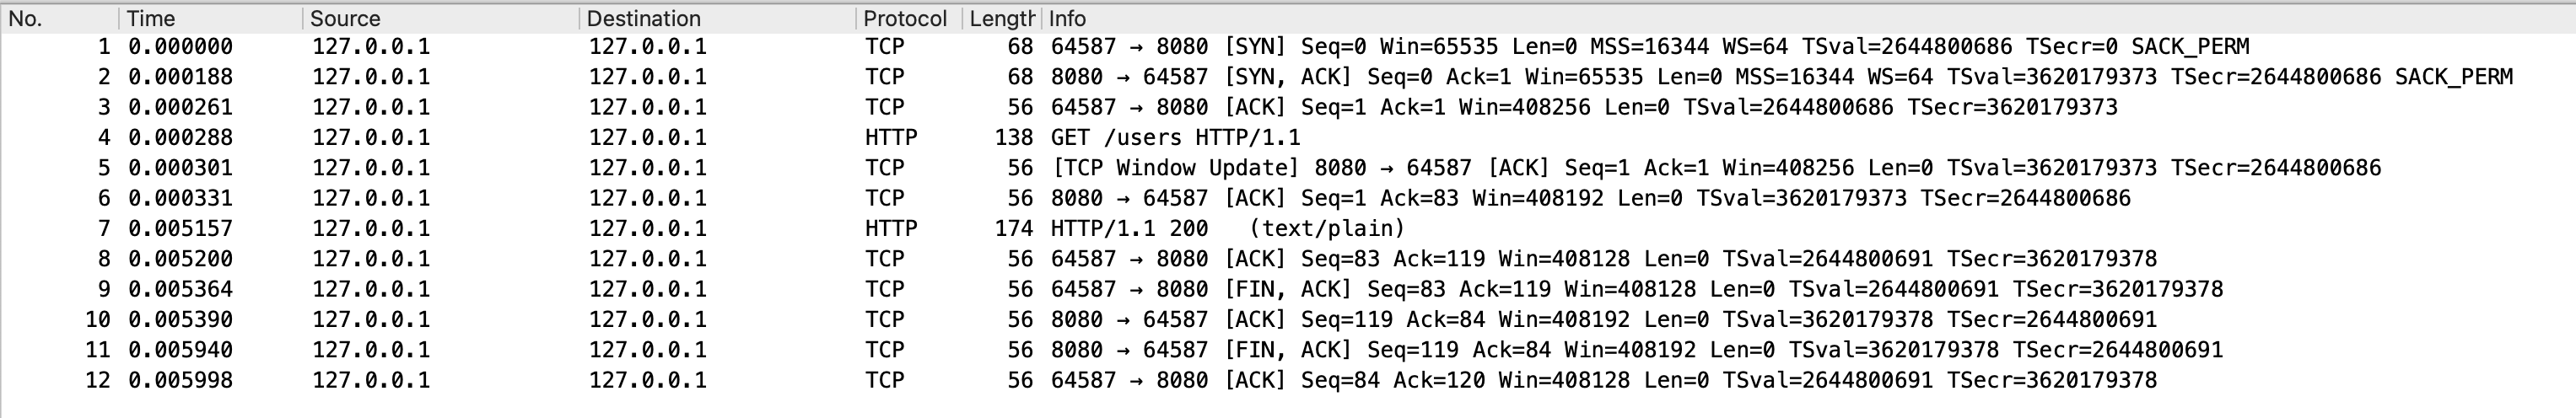 No. Time Source Destination Protocol Length Info
1 0.000000 127.0.0.1 127.0.0.1 TCP 68 64587 → 8080 [SYN] Seq=0 Win=65535 Len=0 MSS=16344 WS=64 TSval=2644800686 TSecr=0 SACK_PERM
2 0.000188 127.0.0.1 127.0.0.1 TCP 68 8080 → 64587 [SYN, ACK] Seq=0 Ack=1 Win=65535 Len=0 MSS=16344 WS=64 TSval=3620179373 TSecr=2644800686 SACK_PERM
3 0.000261 127.0.0.1 127.0.0.1 TCP 56 64587 → 8080 [ACK] Seq=1 Ack=1 Win=408256 Len=0 TSval=2644800686 TSecr=3620179373
4 0.000288 127.0.0.1 127.0.0.1 HTTP 138 GET /users HTTP/1.1
5 0.000301 127.0.0.1 127.0.0.1 TCP 56 [TCP Window Update] 8080 → 64587 [ACK] Seq=1 Ack=1 Win=408256 Len=0 TSval=3620179373 TSecr=2644800686
6 0.000331 127.0.0.1 127.0.0.1 TCP 56 8080 → 64587 [ACK] Seq=1 Ack=83 Win=408192 Len=0 TSval=3620179373 TSecr=2644800686
7 0.005157 127.0.0.1 127.0.0.1 HTTP 174 HTTP/1.1 200 (text/plain)
8 0.005200 127.0.0.1 127.0.0.1 TCP 56 64587 → 8080 [ACK] Seq=83 Ack=119 Win=408128 Len=0 TSval=2644800691 TSecr=3620179378
9 0.005364 127.0.0.1 127.0.0.1 TCP 56 64587 → 8080 [FIN, ACK] Seq=83 Ack=119 Win=408128 Len=0 TSval=2644800691 TSecr=3620179378
10 0.005390 127.0.0.1 127.0.0.1 TCP 56 8080 → 64587 [ACK] Seq=119 Ack=84 Win=408192 Len=0 TSval=3620179378 TSecr=2644800691
11 0.005940 127.0.0.1 127.0.0.1 TCP 56 8080 → 64587 [FIN, ACK] Seq=119 Ack=84 Win=408192 Len=0 TSval=3620179378 TSecr=2644800691
12 0.005998 127.0.0.1 127.0.0.1 TCP 56 64587 → 8080 [ACK] Seq=84 Ack=120 Win=408128 Len=0 TSval=2644800691 TSecr=3620179378